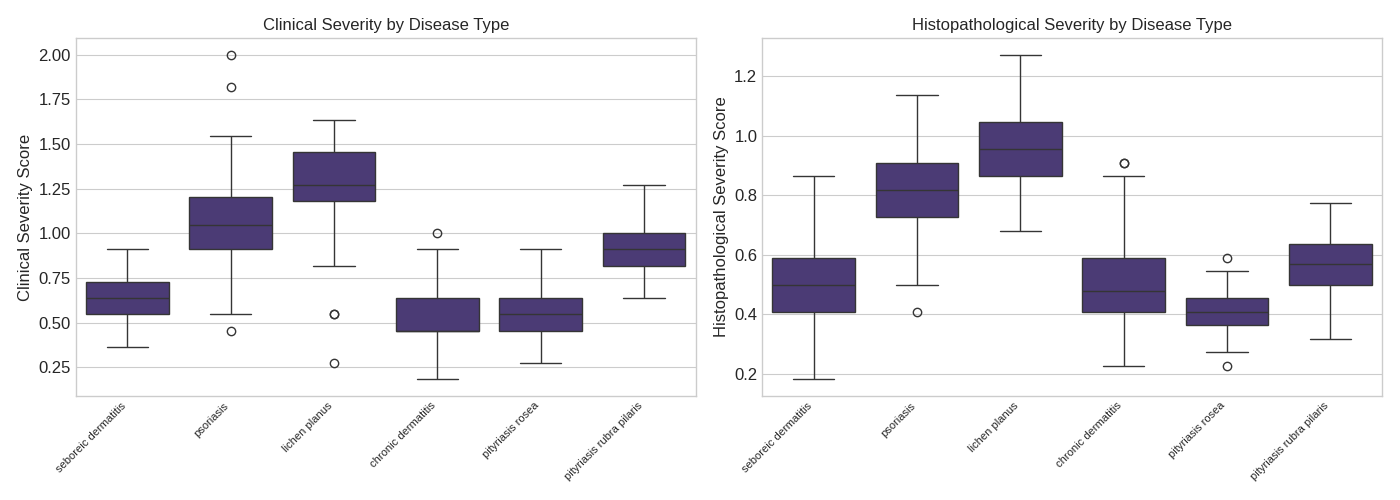 Clinical Severity by Disease Type
Clinical Severity Score
2.00
1.75
1.50
1.25
1.00
0.75
0.50
0.25
seboreic dermatitis
psoriasis
lichen planus
chronic dermatitis
pityriasis rosea
pityriasis rubra pilaris
Histopathological Severity by Disease Type
Histopathological Severity Score
1.2
1.0
0.8
0.6
0.4
0.2
seboreic dermatitis
psoriasis
lichen planus
chronic dermatitis
pityriasis rosea
pityriasis rubra pilaris